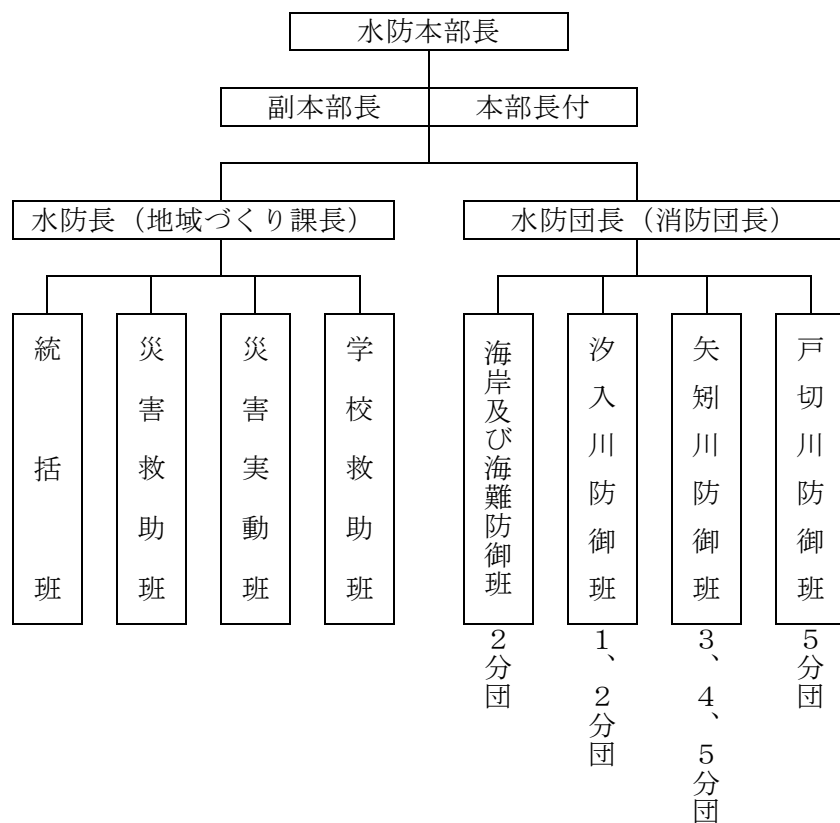 水防本部長
副本部長
本部長付
水防長（地域づくり課長）
水防団長（消防団長）
統括班
災害救助班
災害実動班
学校救助班
海岸及び海難防御班
汐入川防御班
矢矧川防御班
戸切川防御班
２分団
１、２分団
３、４、５分団
５分団